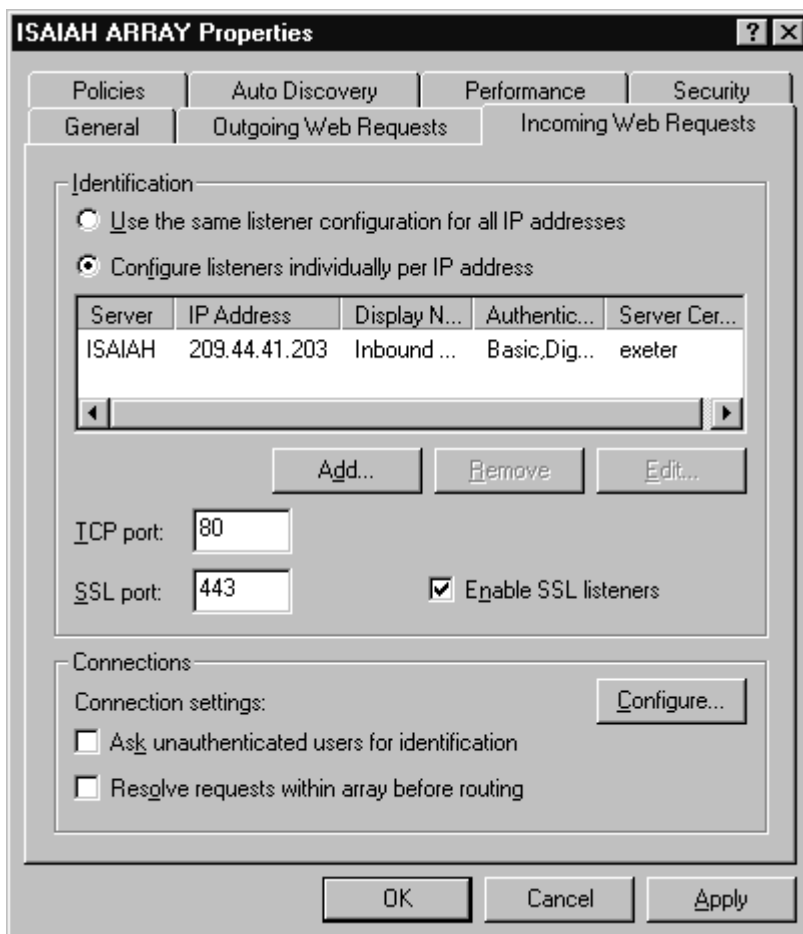 ISAIAH ARRAY Properties
Policies Auto Discovery Performance Security
General Outgoing Web Requests Incoming Web Requests
Identification
Use the same listener configuration for all IP addresses
Configure listeners individually per IP address
Server IP Address Display N... Authentic... Server Cer...
ISAIAH 209.44.41.203 Inbound ... Basic,Dig... exeter
Add... Remove Edit...
TCP port: 80
SSL port: 443 Enable SSL listeners
Connections
Connection settings: Configure...
Ask unauthenticated users for identification
Resolve requests within array before routing
OK Cancel Apply